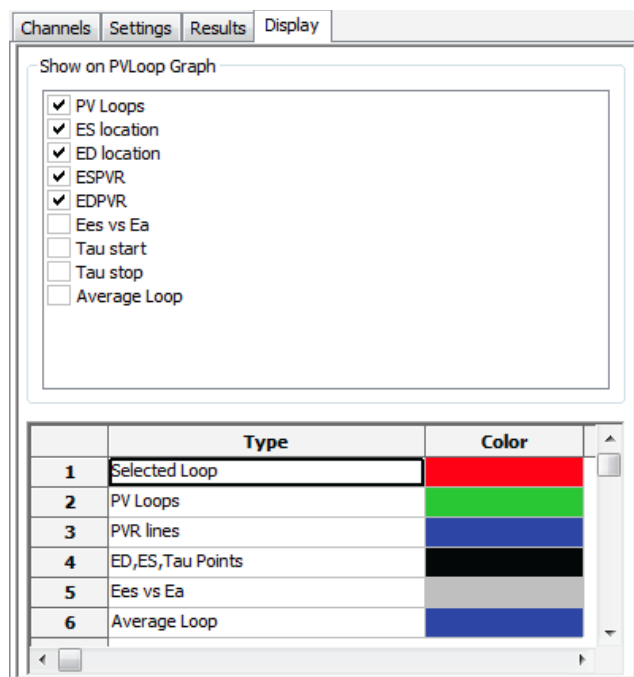 Channels Settings Results Display
Show on PVLoop Graph
PV Loops
ES location
ED location
ESPVR
EDPVR
Ees vs Ea
Tau start
Tau stop
Average Loop
Type Color
1 Selected Loop
2 PV Loops
3 PVR lines
4 ED,ES,Tau Points
5 Ees vs Ea
6 Average Loop